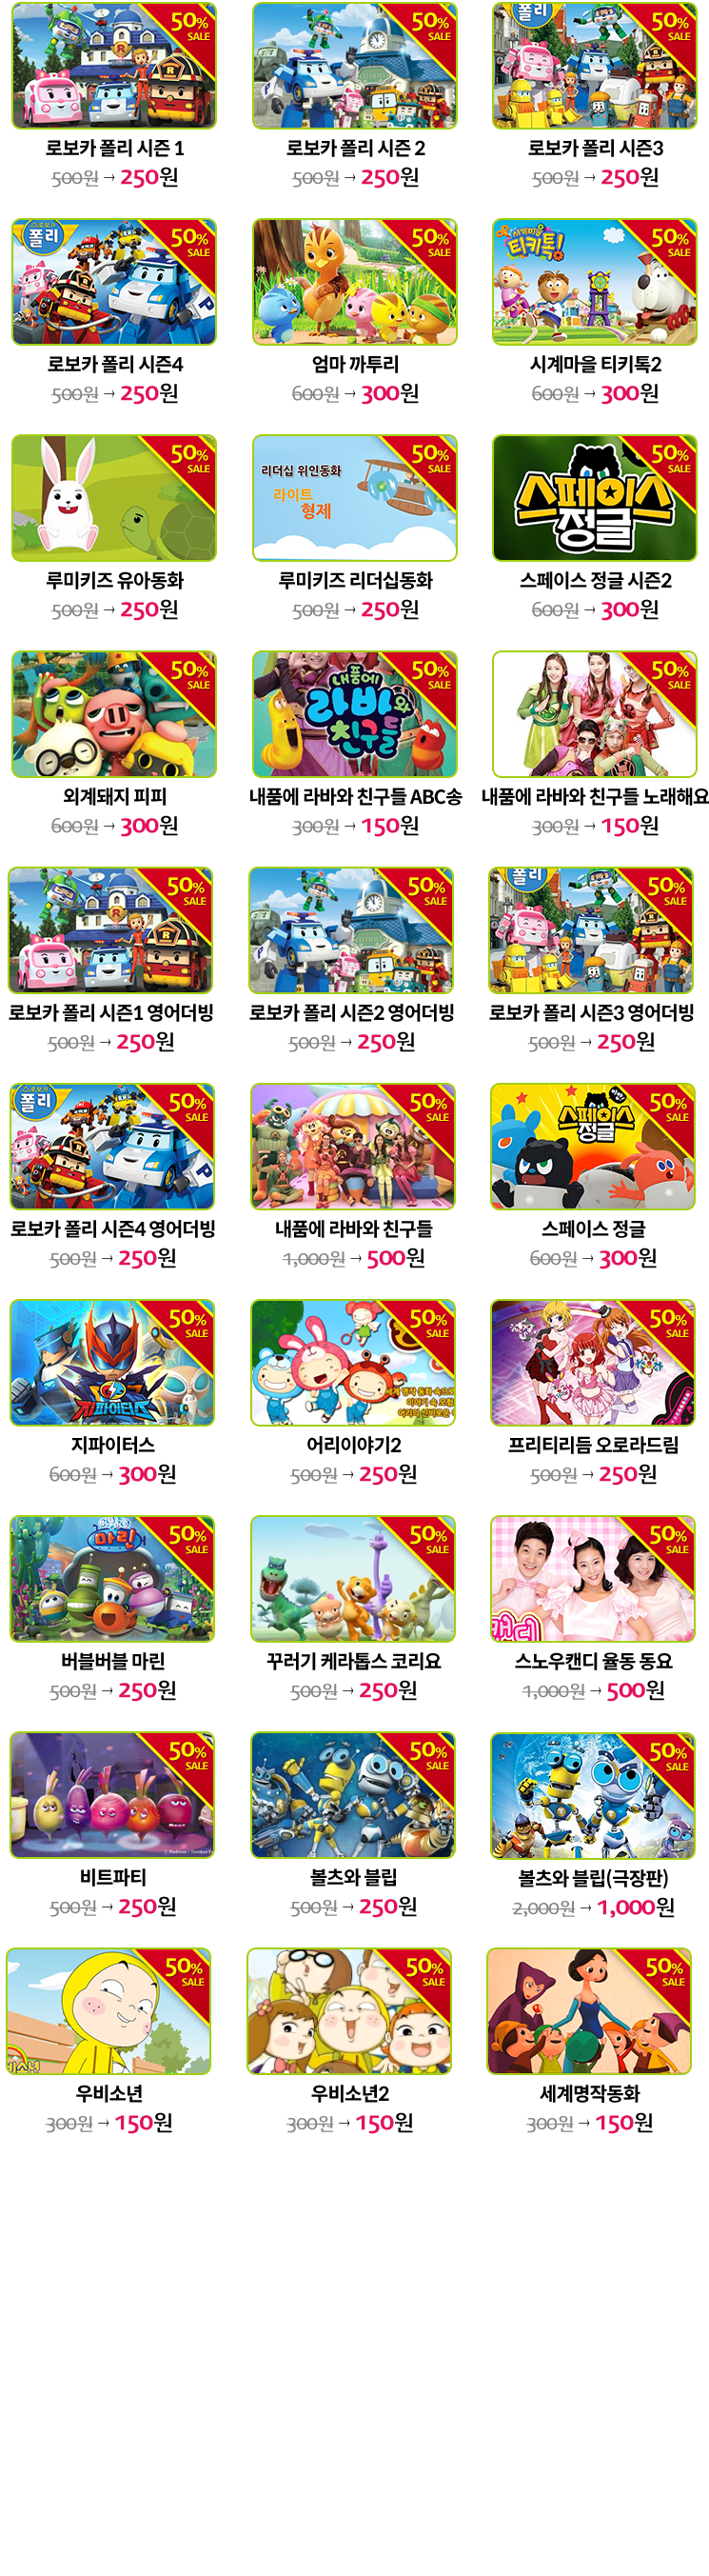 50% SALE
50% SALE
폴리
50% SALE
로보카 폴리 시즌 1
로보카 폴리 시즌 2
로보카 폴리 시즌3
500원 → 250원
500원 → 250원
500원 → 250원
폴리
50% SALE
50% SALE
시계마을
티키톡!
50% SALE
로보카 폴리 시즌4
엄마 까투리
시계마을 티키톡2
500원 → 250원
600원 → 300원
600원 → 300원
50% SALE
리더십 위인동화
라이트
형제
50% SALE
스페이스
정글
50% SALE
루미키즈 유아동화
루미키즈 리더십동화
스페이스 정글 시즌2
500원 → 250원
500원 → 250원
600원 → 300원
50% SALE
내품에
라바와
친구들
50% SALE
50% SALE
외계돼지 피피
내품에 라바와 친구들 ABC송
내품에 라바와 친구들 노래해요
600원 → 300원
300원 → 150원
300원 → 150원
50% SALE
50% SALE
폴리
50% SALE
로보카 폴리 시즌1 영어더빙
로보카 폴리 시즌2 영어더빙
로보카 폴리 시즌3 영어더빙
500원 → 250원
500원 → 250원
500원 → 250원
폴리
50% SALE
50% SALE
스페이스
정글
50% SALE
로보카 폴리 시즌4 영어더빙
내품에 라바와 친구들
스페이스 정글
500원 → 250원
1,000원 → 500원
600원 → 300원
지파이터스
50% SALE
50% SALE
50% SALE
지파이터스
어리이야기2
프리티리듬 오로라드림
600원 → 300원
500원 → 250원
500원 → 250원
마린
50% SALE
50% SALE
캔디
50% SALE
버블버블 마린
꾸러기 케라톱스 코리요
스노우캔디 율동 동요
500원 → 250원
500원 → 250원
1,000원 → 500원
50% SALE
50% SALE
50% SALE
비트파티
볼츠와 블립
볼츠와 블립(극장판)
500원 → 250원
500원 → 250원
2,000원 → 1,000원
50% SALE
50% SALE
50% SALE
우비소년
우비소년2
세계명작동화
300원 → 150원
300원 → 150원
300원 → 150원